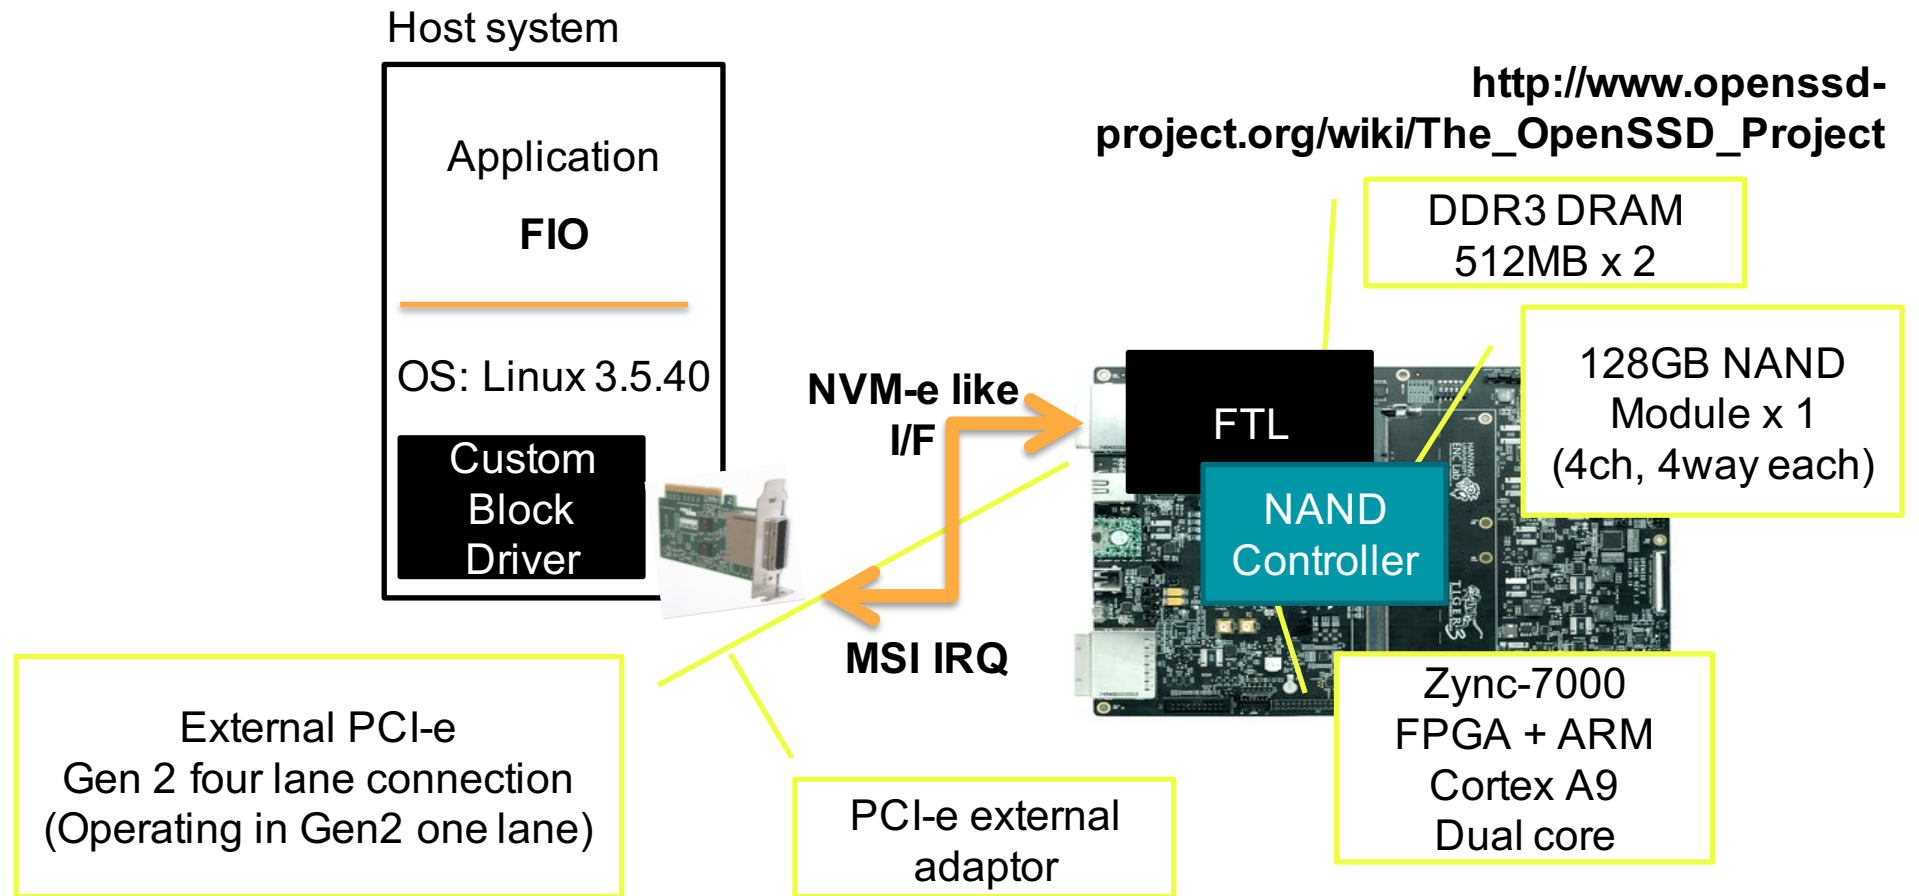 Host system
http://www.openssd-
project.org/wiki/The_OpenSSD_Project
Application
FIO
OS: Linux 3.5.40
Custom
Block
Driver
NVM-e like
I/F
MSI IRQ
FTL
NAND
Controller
DDR3 DRAM
512MB x 2
128GB NAND
Module x 1
(4ch, 4way each)
Zync-7000
FPGA + ARM
Cortex A9
Dual core
External PCI-e
Gen 2 four lane connection
(Operating in Gen2 one lane)
PCI-e external
adaptor